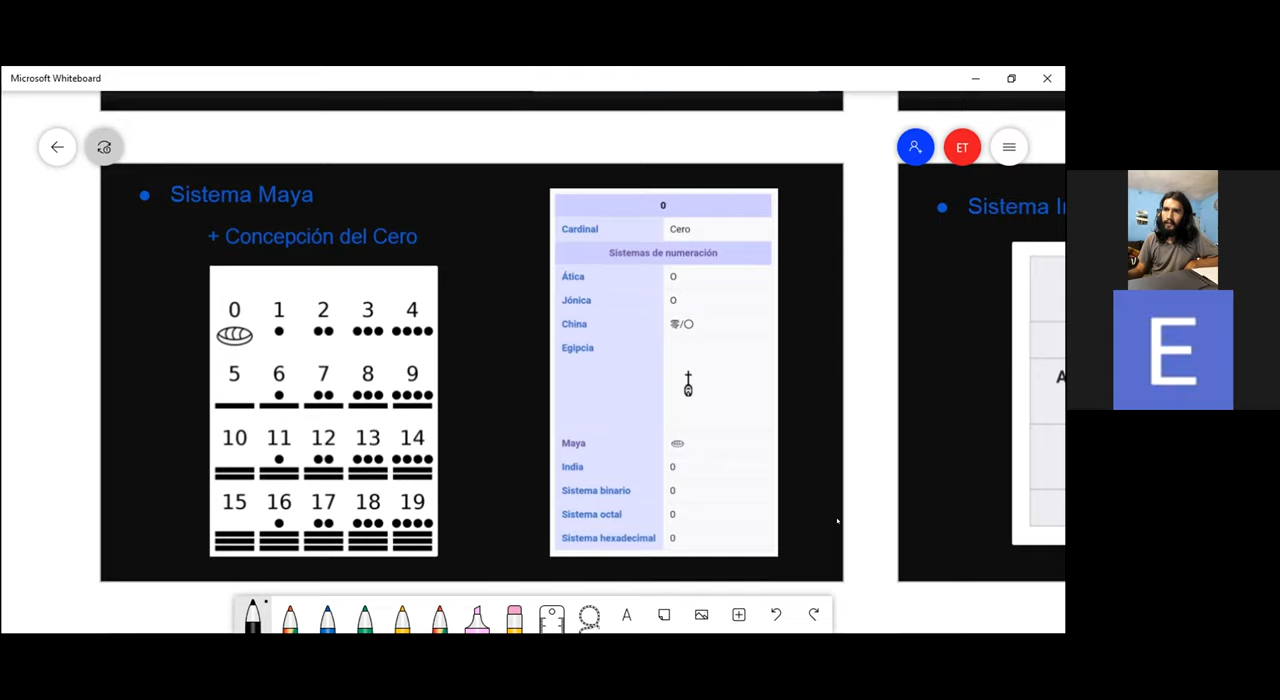 Microsoft Whiteboard
ET
Sistema Maya
+ Concepción del Cero
0 1 2 3 4
5 6 7 8 9
10 11 12 13 14
15 16 17 18 19
0
Cardinal Cero
Sistemas de numeración
Ática O
Jónica O
China 零/〇
Egipcia
Maya
India 0
Sistema binario 0
Sistema octal 0
Sistema hexadecimal 0
Sistema
A
E
A